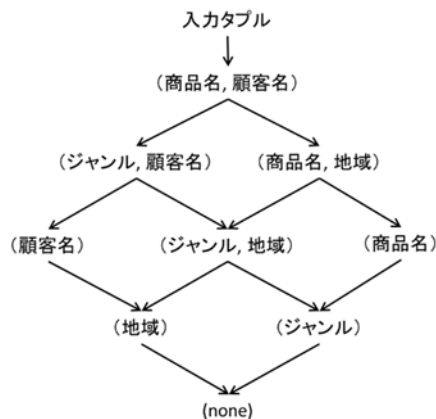 入力タプル
(商品名, 顧客名)
(ジャンル, 顧客名)
(商品名, 地域)
(顧客名)
(ジャンル, 地域)
(商品名)
(地域)
(ジャンル)
(none)